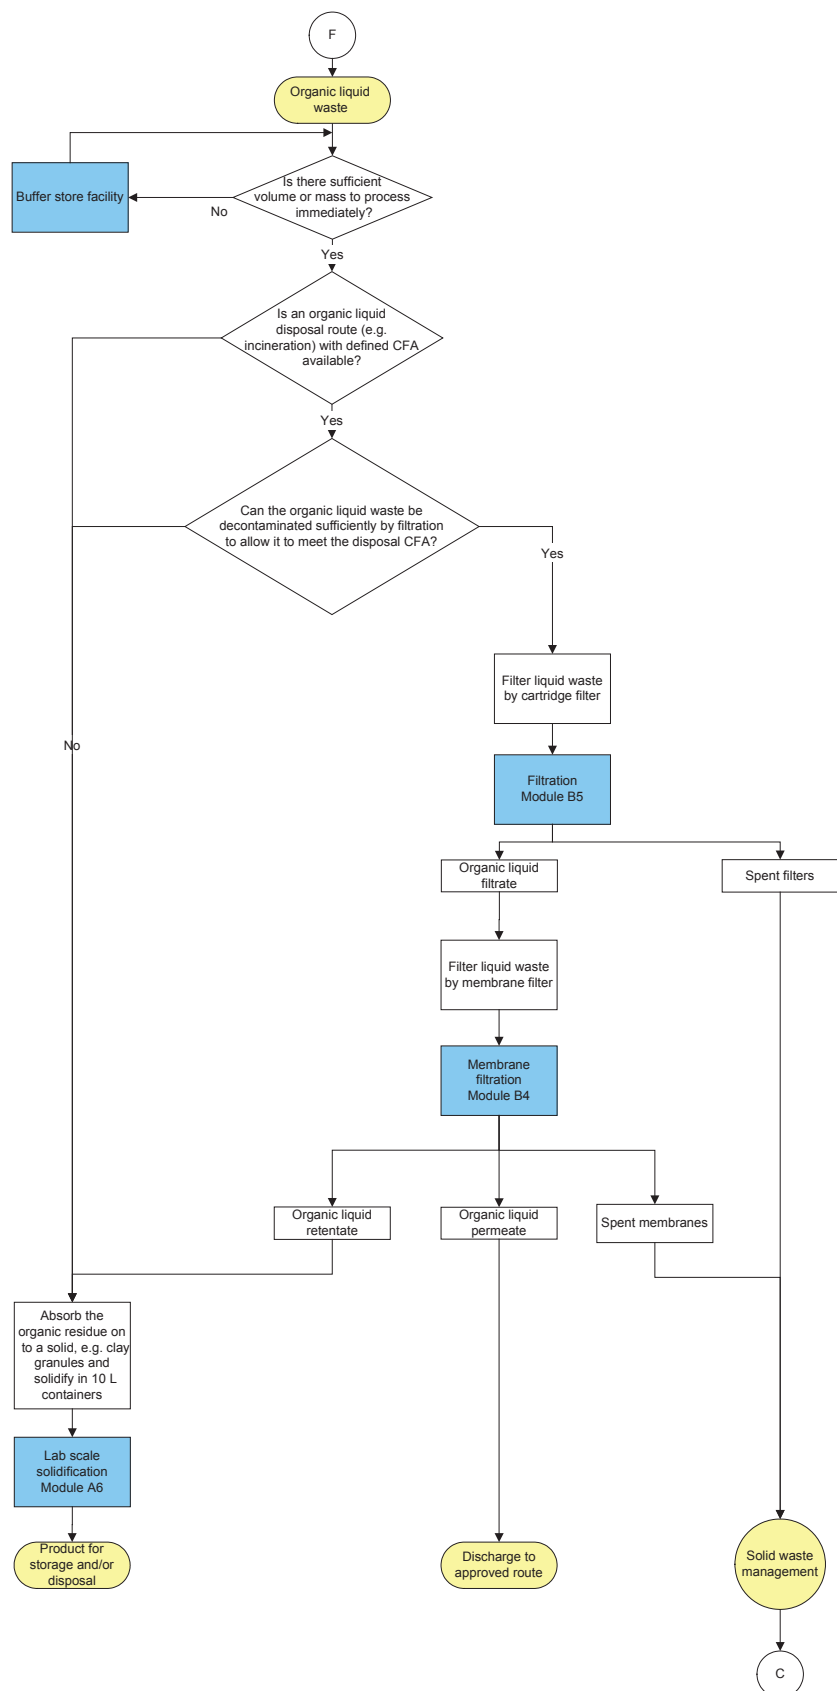 F
Organic liquid
waste
Is there sufficient
volume or mass to process
immediately?
Buffer store facility
No
Yes
Is an organic liquid
disposal route (e.g.
incineration) with defined CFA
available?
Yes
Can the organic liquid waste be
decontaminated sufficiently by filtration
to allow it to meet the disposal CFA?
Yes
Filter liquid waste
by cartridge filter
No
Filtration
Module B5
Organic liquid
filtrate
Spent filters
Filter liquid waste
by membrane filter
Membrane
filtration
Module B4
Organic liquid
retentate
Organic liquid
permeate
Spent membranes
Absorb the
organic residue on
to a solid, e.g. clay
granules and
solidify in 10 L
containers
Lab scale
solidification
Module A6
Product for
storage and/or
disposal
Discharge to
approved route
Solid waste
management
C